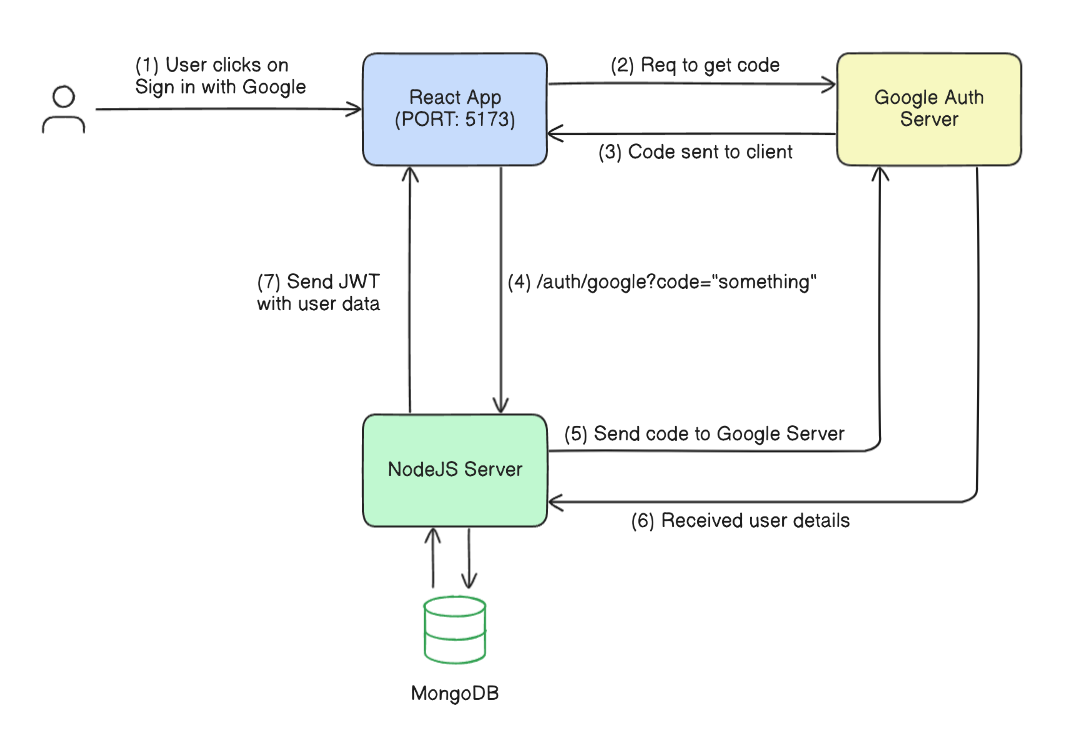 (1) User clicks on
Sign in with Google
React App
(PORT: 5173)
(2) Req to get code
(3) Code sent to client
Google Auth
Server
(7) Send JWT
with user data
(4) /auth/google?code="something"
(5) Send code to Google Server
NodeJS Server
(6) Received user details
MongoDB